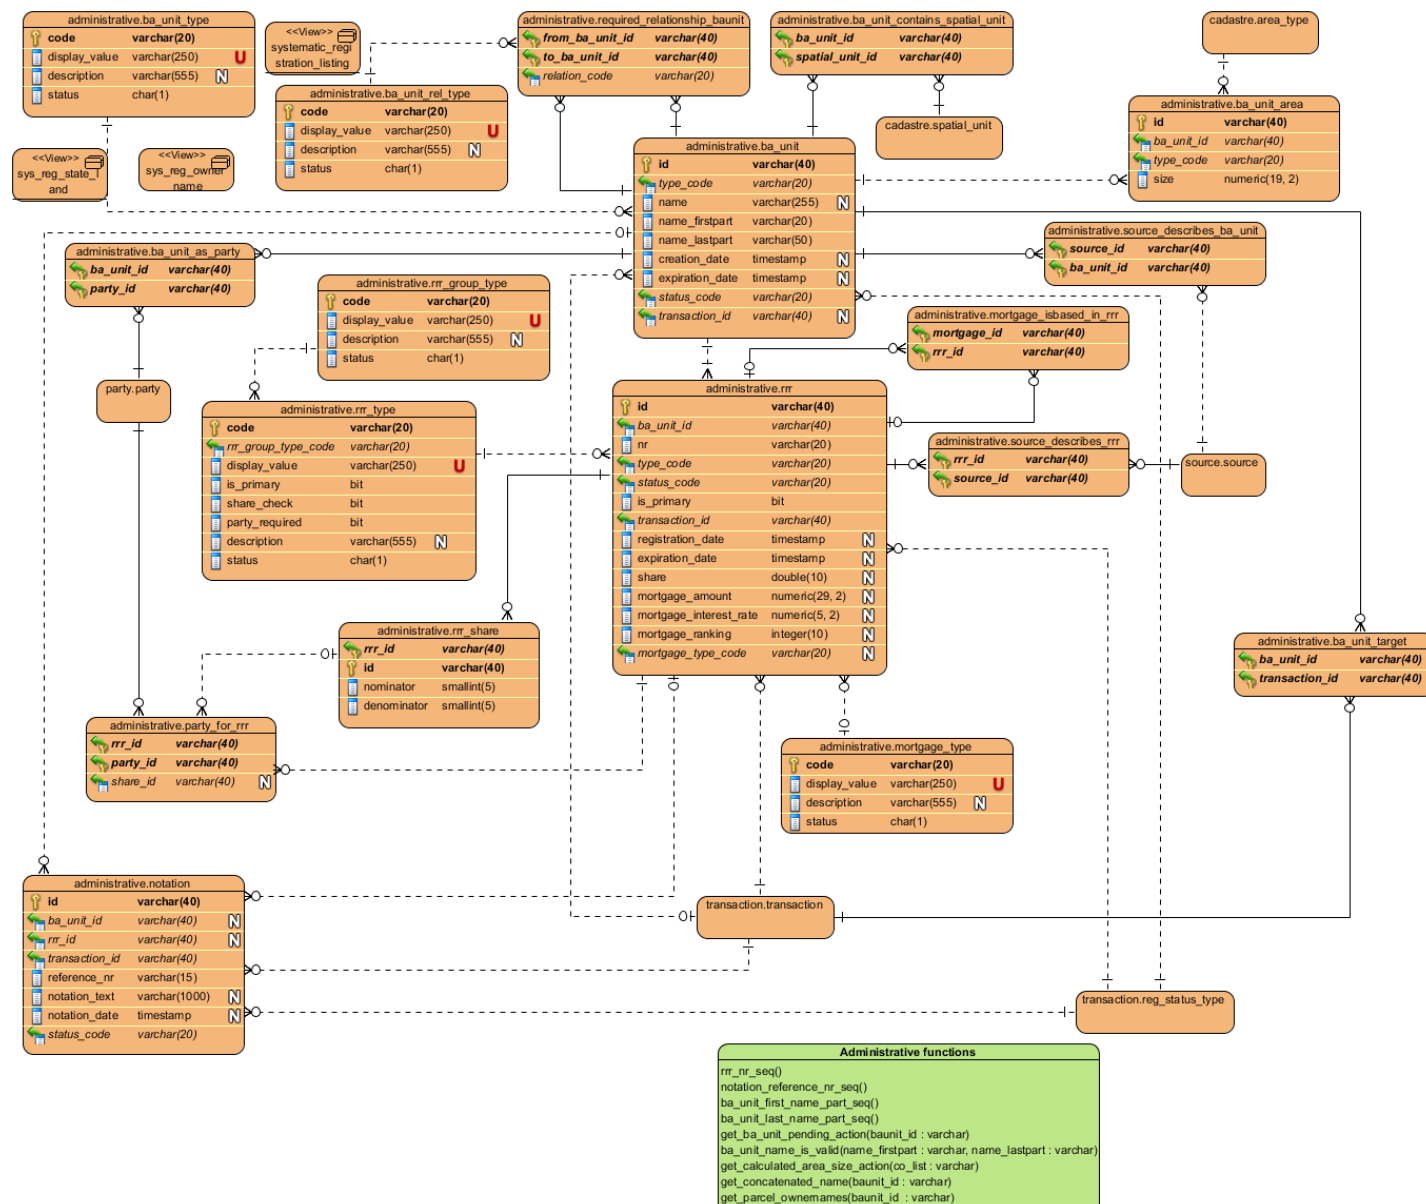 administrative.ba_unit_type
code varchar(20)
display_value varchar(250) U
description varchar(555) N
status char(1)
<<View>>
systematic_regi
stration_listing
administrative.required_relationship_baunit
from_ba_unit_id varchar(40)
to_ba_unit_id varchar(40)
relation_code varchar(20)
administrative.ba_unit_contains_spatial_unit
ba_unit_id varchar(40)
spatial_unit_id varchar(40)
cadastre.area_type
administrative.ba_unit_rel_type
code varchar(20)
display_value varchar(250) U
description varchar(555) N
status char(1)
cadastre.spatial_unit
administrative.ba_unit_area
id varchar(40)
ba_unit_id varchar(40)
type_code varchar(20)
size numeric(19, 2)
<<View>>
sys_reg_state_l
and
<<View>>
sys_reg_owner
name
administrative.ba_unit
id varchar(40)
type_code varchar(20)
name varchar(255) N
name_firstpart varchar(20)
name_lastpart varchar(50)
creation_date timestamp N
expiration_date timestamp N
status_code varchar(20)
transaction_id varchar(40) N
administrative.ba_unit_as_party
ba_unit_id varchar(40)
party_id varchar(40)
administrative.source_describes_ba_unit
source_id varchar(40)
ba_unit_id varchar(40)
administrative.rrr_group_type
code varchar(20)
display_value varchar(250) U
description varchar(555) N
status char(1)
administrative.mortgage_isbased_in_rrr
mortgage_id varchar(40)
rrr_id varchar(40)
party.party
administrative.rrr_type
code varchar(20)
rrr_group_type_code varchar(20)
display_value varchar(250) U
is_primary bit
share_check bit
party_required bit
description varchar(555) N
status char(1)
administrative.rrr
id varchar(40)
ba_unit_id varchar(40)
nr varchar(20)
type_code varchar(20)
status_code varchar(20)
is_primary bit
transaction_id varchar(40)
registration_date timestamp N
expiration_date timestamp N
share double(10) N
mortgage_amount numeric(29, 2) N
mortgage_interest_rate numeric(5, 2) N
mortgage_ranking integer(10) N
mortgage_type_code varchar(20) N
administrative.source_describes_rrr
rrr_id varchar(40)
source_id varchar(40)
source.source
administrative.rrr_share
rrr_id varchar(40)
id varchar(40)
nominator smallint(5)
denominator smallint(5)
administrative.ba_unit_target
ba_unit_id varchar(40)
transaction_id varchar(40)
administrative.party_for_rrr
rrr_id varchar(40)
party_id varchar(40)
share_id varchar(40) N
administrative.mortgage_type
code varchar(20)
display_value varchar(250) U
description varchar(555) N
status char(1)
administrative.notation
id varchar(40)
ba_unit_id varchar(40) N
rrr_id varchar(40) N
transaction_id varchar(40)
reference_nr varchar(15)
notation_text varchar(1000) N
notation_date timestamp N
status_code varchar(20)
transaction.transaction
transaction.reg_status_type
Administrative functions
rrr_nr_seq()
notation_reference_nr_seq()
ba_unit_first_name_part_seq()
ba_unit_last_name_part_seq()
get_ba_unit_pending_action(baunit_id : varchar)
ba_unit_name_is_valid(name_firstpart : varchar, name_lastpart : varchar)
get_calculated_area_size_action(co_list : varchar)
get_concatenated_name(baunit_id : varchar)
get_parcel_ownernames(baunit_id : varchar)